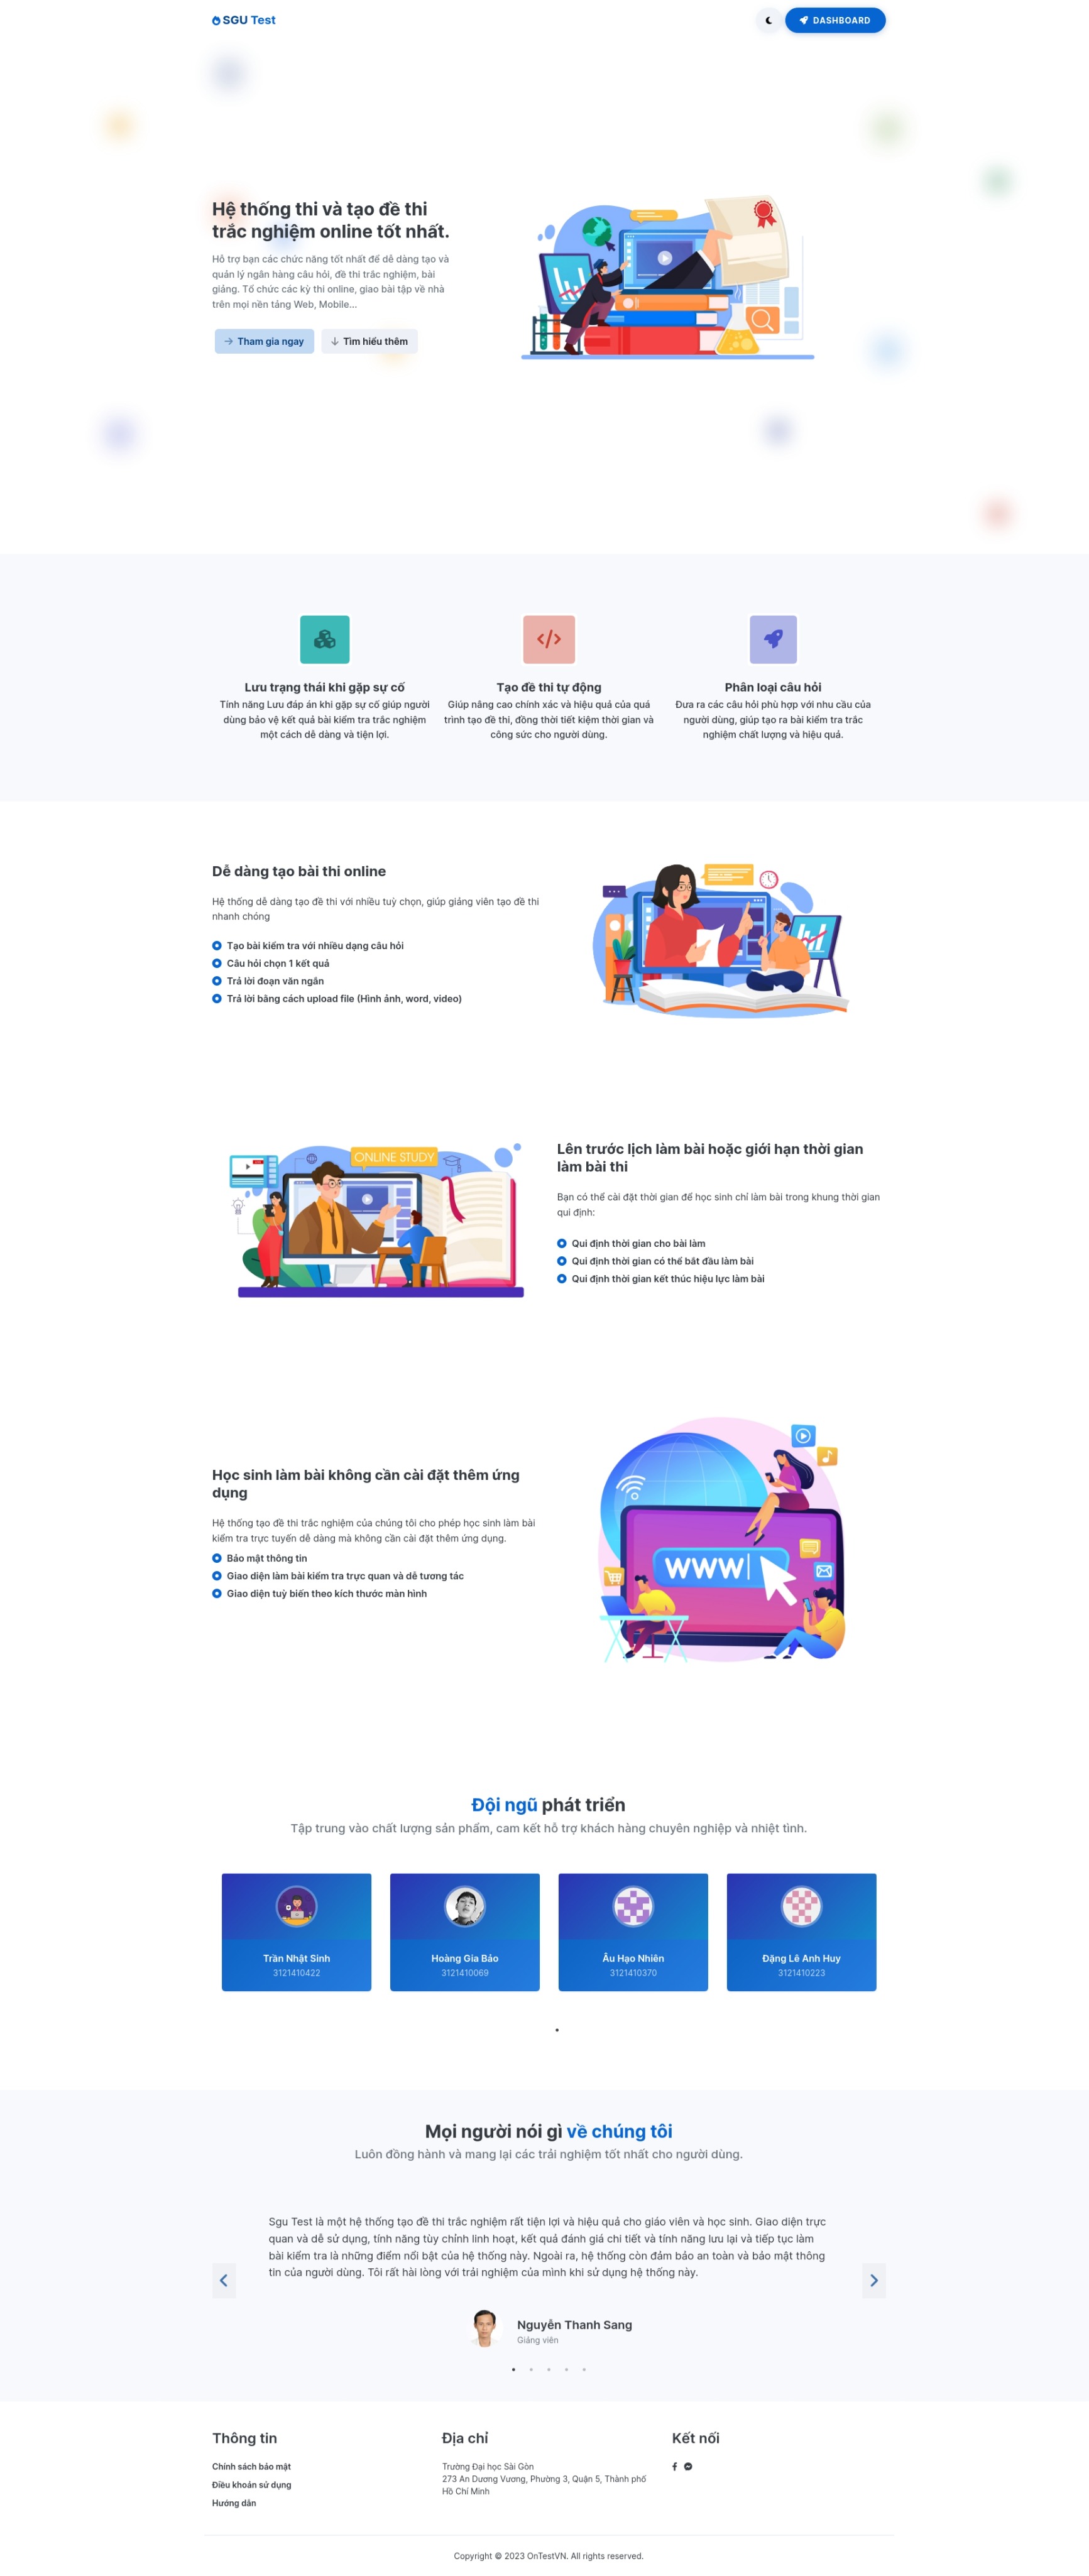 SGU Test
DASHBOARD
Hệ thống thi và tạo đề thi
trắc nghiệm online tốt nhất.
Hỗ trợ bạn các chức năng tốt nhất để dễ dàng tạo và
quản lý ngân hàng câu hỏi, đề thi trắc nghiệm, bài
giảng. Tổ chức các kỳ thi online, giao bài tập về nhà
trên mọi nền tảng Web, Mobile...
Tham gia ngay
Tìm hiểu thêm
Lưu trạng thái khi gặp sự cố
Tính năng Lưu đáp án khi gặp sự cố giúp người
dùng bảo vệ kết quả bài kiểm tra trắc nghiệm
một cách dễ dàng và tiện lợi.
Tạo đề thi tự động
Giúp nâng cao chính xác và hiệu quả của quá
trình tạo đề thi, đồng thời tiết kiệm thời gian và
công sức cho người dùng.
Phân loại câu hỏi
Đưa ra các câu hỏi phù hợp với nhu cầu của
người dùng, giúp tạo ra bài kiểm tra trắc
nghiệm chất lượng và hiệu quả.
Dễ dàng tạo bài thi online
Hệ thống dễ dàng tạo đề thi với nhiều tuỳ chọn, giúp giảng viên tạo đề thi
nhanh chóng
Tạo bài kiểm tra với nhiều dạng câu hỏi
Câu hỏi chọn 1 kết quả
Trả lời đoạn văn ngắn
Trả lời bằng cách upload file (Hình ảnh, word, video)
ONLINE STUDY
Lên trước lịch làm bài hoặc giới hạn thời gian
làm bài thi
Bạn có thể cài đặt thời gian để học sinh chỉ làm bài trong khung thời gian
qui định:
Qui định thời gian cho bài làm
Qui định thời gian có thể bắt đầu làm bài
Qui định thời gian kết thúc hiệu lực làm bài
Học sinh làm bài không cần cài đặt thêm ứng
dụng
Hệ thống tạo đề thi trắc nghiệm của chúng tôi cho phép học sinh làm bài
kiểm tra trực tuyến dễ dàng mà không cần cài đặt thêm ứng dụng.
Bảo mật thông tin
Giao diện làm bài kiểm tra trực quan và dễ tương tác
Giao diện tuỳ biến theo kích thước màn hình
WWW
Đội ngũ phát triển
Tập trung vào chất lượng sản phẩm, cam kết hỗ trợ khách hàng chuyên nghiệp và nhiệt tình.
Trần Nhật Sinh
3121410422
Hoàng Gia Bảo
3121410069
Âu Hạo Nhiên
3121410370
Đặng Lê Anh Huy
3121410223
Mọi người nói gì về chúng tôi
Luôn đồng hành và mang lại các trải nghiệm tốt nhất cho người dùng.
Sgu Test là một hệ thống tạo đề thi trắc nghiệm rất tiện lợi và hiệu quả cho giáo viên và học sinh. Giao diện trực
quan và dễ sử dụng, tính năng tùy chỉnh linh hoạt, kết quả đánh giá chi tiết và tính năng lưu lại và tiếp tục làm
bài kiểm tra là những điểm nổi bật của hệ thống này. Ngoài ra, hệ thống còn đảm bảo an toàn và bảo mật thông
tin của người dùng. Tôi rất hài lòng với trải nghiệm của mình khi sử dụng hệ thống này.
Nguyễn Thanh Sang
Giảng viên
Thông tin
Chính sách bảo mật
Điều khoản sử dụng
Hướng dẫn
Địa chỉ
Trường Đại học Sài Gòn
273 An Dương Vương, Phường 3, Quận 5, Thành phố
Hồ Chí Minh
Kết nối
Copyright © 2023 OnTestVN. All rights reserved.